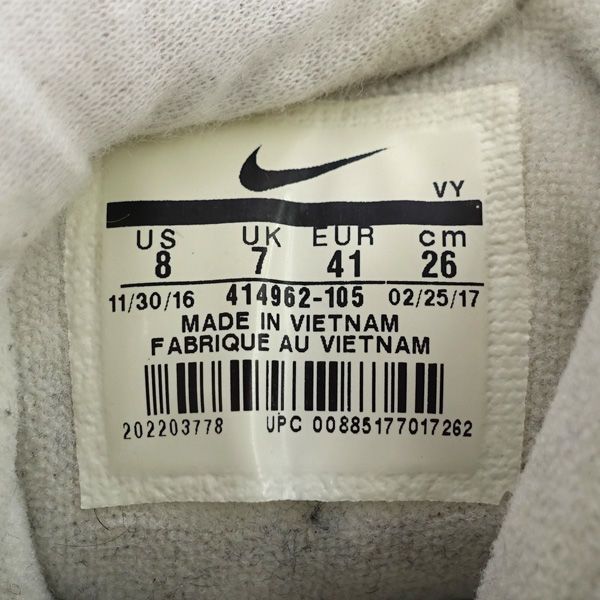 VY
US UK EUR cm
8 7 41 26
11/30/16 414962-105 02/25/17
MADE IN VIETNAM
FABRIQUE AU VIETNAM
202203778 UPC 00885177017262